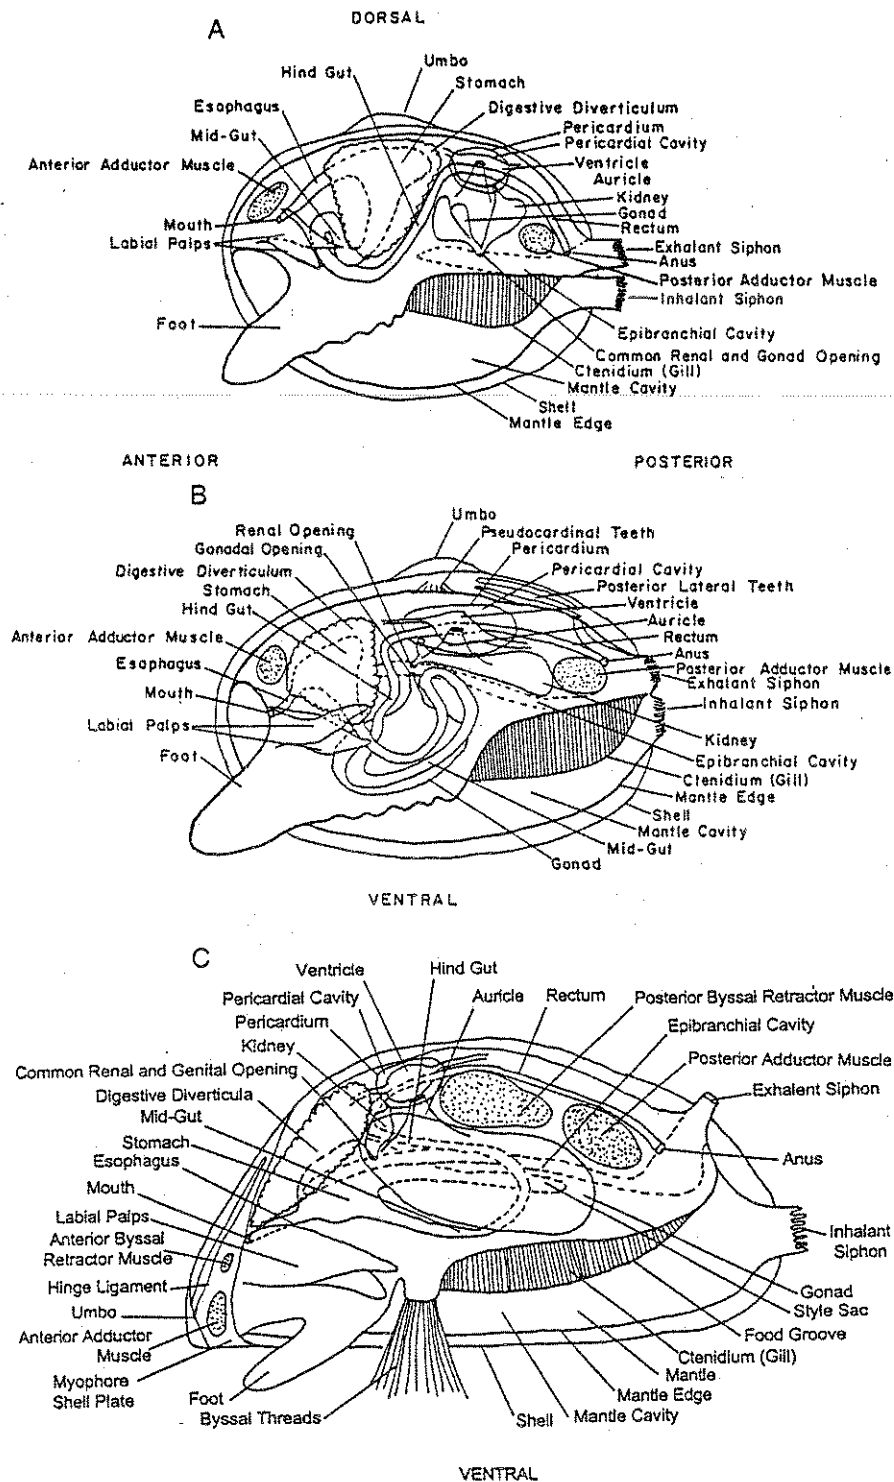 DORSAL
A
Umbo
Hind Gut
Stomach
Esophagus
Digestive Diverticulum
Mid-Gut
Pericardium
Pericardial Cavity
Anterior Adductor Muscle
Ventricle
Auricle
Kidney
Gonad
Mouth
Rectum
Labial Palps
Exhalant Siphon
Anus
Posterior Adductor Muscle
Inhalant Siphon
Foot
Epibranchial Cavity
Common Renal and Gonad Opening
Ctenidium (Gill)
Mantle Cavity
Shell
Mantle Edge
ANTERIOR
POSTERIOR
B
Umbo
Renal Opening
Pseudocardinal Teeth
Gonadal Opening
Pericardium
Digestive Diverticulum
Pericardial Cavity
Stomach
Posterior Lateral Teeth
Hind Gut
Ventricle
Auricle
Anterior Adductor Muscle
Rectum
Esophagus
Anus
Posterior Adductor Muscle
Exhalant Siphon
Mouth
Inhalant Siphon
Labial Palps
Kidney
Foot
Epibranchial Cavity
Ctenidium (Gill)
Mantle Edge
Shell
Mantle Cavity
Mid-Gut
Gonad
VENTRAL
C
Ventricle
Hind Gut
Pericardial Cavity
Auricle
Rectum
Posterior Byssal Retractor Muscle
Pericardium
Epibranchial Cavity
Kidney
Posterior Adductor Muscle
Common Renal and Genital Opening
Exhalent Siphon
Digestive Diverticula
Mid-Gut
Stomach
Esophagus
Anus
Mouth
Labial Palps
Anterior Byssal
Retractor Muscle
Inhalant
Siphon
Hinge Ligament
Gonad
Umbo
Style Sac
Anterior Adductor
Muscle
Food Groove
Ctenidium (Gill)
Myophore
Shell Plate
Mantle
Foot
Mantle Edge
Byssal Threads
Shell
Mantle Cavity
VENTRAL